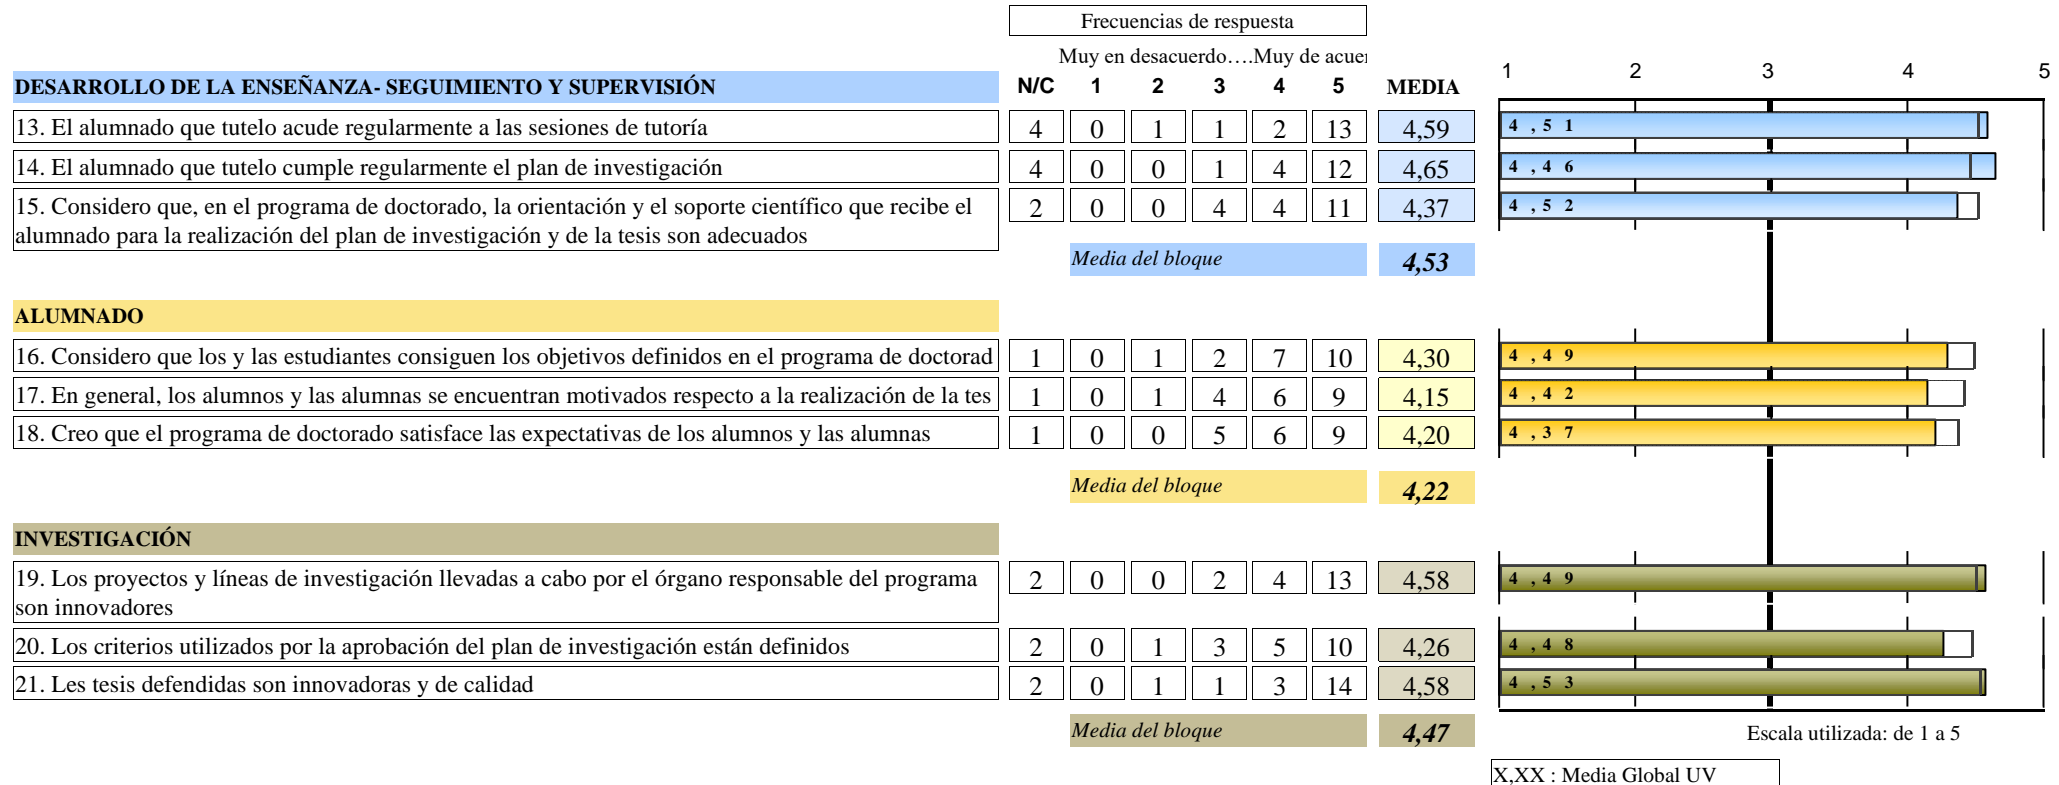 Frecuencias de respuesta
Muy en desacuerdo….Muy de acuer
DESARROLLO DE LA ENSEÑANZA- SEGUIMIENTO Y SUPERVISIÓN N/C 1 2 3 4 5 MEDIA 1 2 3 4 5
13. El alumnado que tutelo acude regularmente a las sesiones de tutoría 4 0 1 1 2 13 4,59 4,51
14. El alumnado que tutelo cumple regularmente el plan de investigación 4 0 0 1 4 12 4,65 4,46
15. Considero que, en el programa de doctorado, la orientación y el soporte científico que recibe el 2 0 0 4 4 11 4,37 4,52
alumnado para la realización del plan de investigación y de la tesis son adecuados
Media del bloque 4,53
ALUMNADO
16. Considero que los y las estudiantes consiguen los objetivos definidos en el programa de doctorad 1 0 1 2 7 10 4,30 4,49
17. En general, los alumnos y las alumnas se encuentran motivados respecto a la realización de la tes 1 0 1 4 6 9 4,15 4,42
18. Creo que el programa de doctorado satisface las expectativas de los alumnos y las alumnas 1 0 0 5 6 9 4,20 4,37
Media del bloque 4,22
INVESTIGACIÓN
19. Los proyectos y líneas de investigación llevadas a cabo por el órgano responsable del programa 2 0 0 2 4 13 4,58 4,49
son innovadores
20. Los criterios utilizados por la aprobación del plan de investigación están definidos 2 0 1 3 5 10 4,26 4,48
21. Les tesis defendidas son innovadoras y de calidad 2 0 1 1 3 14 4,58 4,53
Media del bloque 4,47
Escala utilizada: de 1 a 5
X,XX : Media Global UV